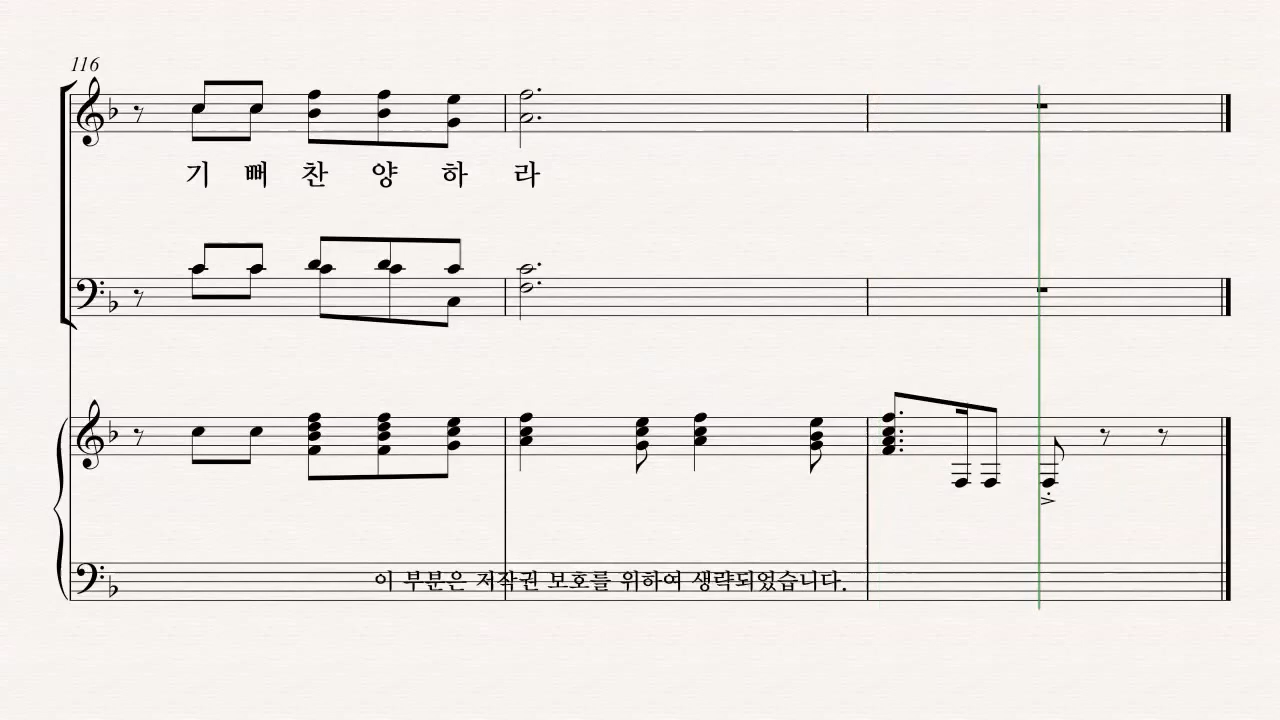 116
기 뻐 찬 양 하 라
이 부분은 저작권 보호를 위하여 생략되었습니다.